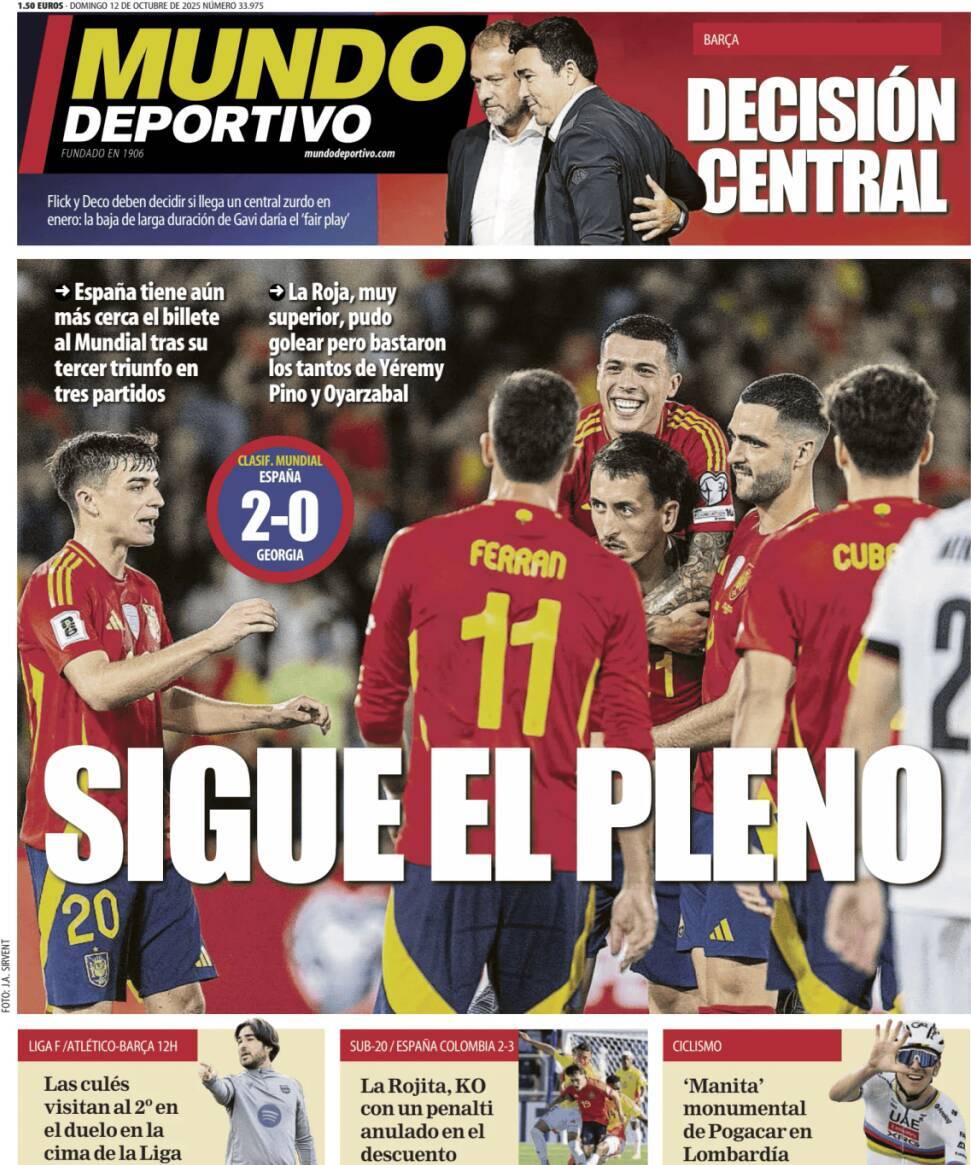 1.50 EUROS · DOMINGO 12 DE OCTUBRE DE 2025 NÚMERO 33.975
MUNDO
DEPORTIVO
FUNDADO EN 1906
mundodeportivo.com
Flick y Deco deben decidir si llega un central zurdo en
enero: la baja de larga duración de Gavi daría el ‘fair play’
BARÇA
DECISIÓN
CENTRAL
➔ España tiene aún
más cerca el billete
al Mundial tras su
tercer triunfo en
tres partidos
➔ La Roja, muy
superior, pudo
golear pero bastaron
los tantos de Yéremy
Pino y Oyarzabal
CLASIF. MUNDIAL
ESPAÑA
2-0
GEORGIA
FERRAN
11
CUB
2
20
SIGUE EL PLENO
FOTO: J.A. SIRVENT
LIGA F /ATLÉTICO-BARÇA 12H
Las culés
visitan al 2º en
el duelo en la
cima de la Liga
SUB-20 / ESPAÑA COLOMBIA 2-3
La Rojita, KO
con un penalti
anulado en el
descuento
CICLISMO
‘Manita’
monumental
de Pogacar en
Lombardía
UAE